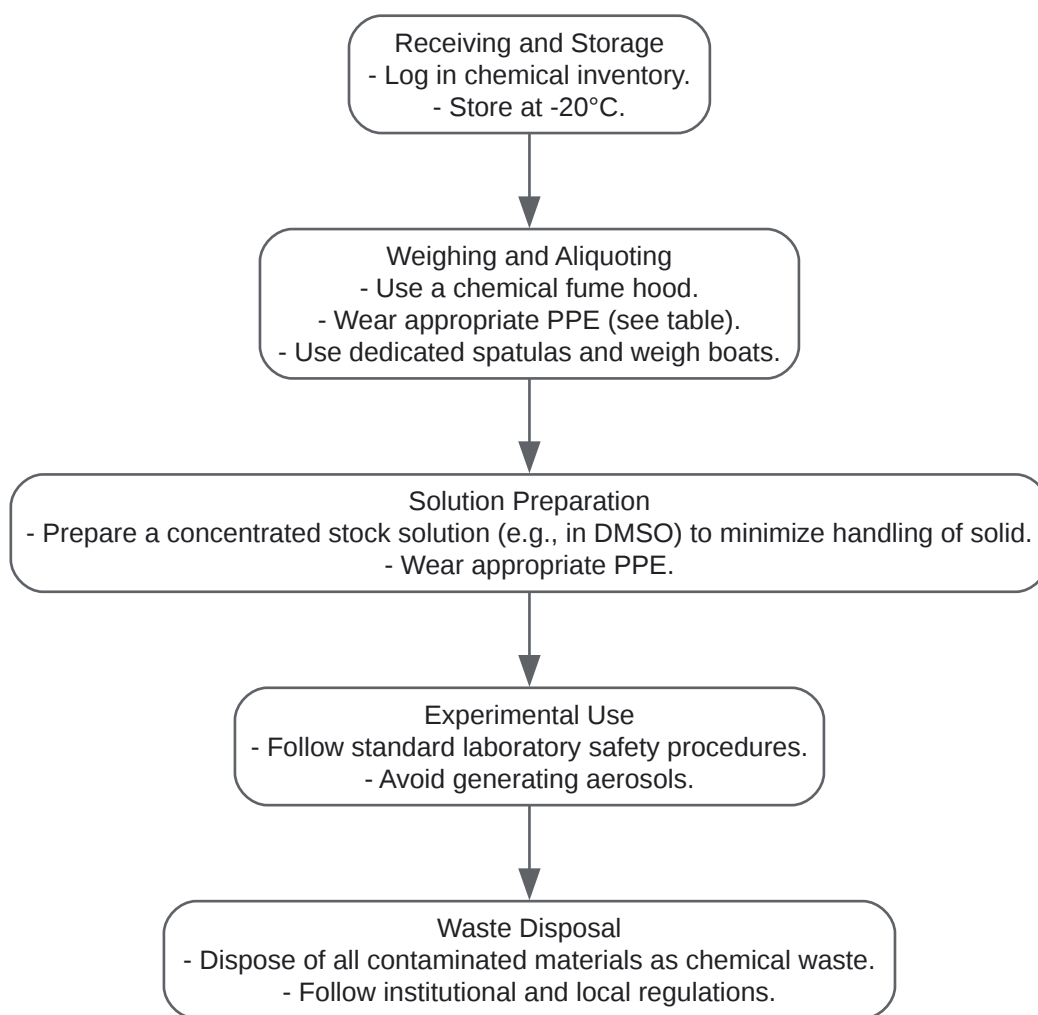 Receiving and Storage
- Log in chemical inventory.
- Store at -20°C.
Weighing and Aliquoting
- Use a chemical fume hood.
- Wear appropriate PPE (see table).
- Use dedicated spatulas and weigh boats.
Solution Preparation
- Prepare a concentrated stock solution (e.g., in DMSO) to minimize handling of solid.
- Wear appropriate PPE.
Experimental Use
- Follow standard laboratory safety procedures.
- Avoid generating aerosols.
Waste Disposal
- Dispose of all contaminated materials as chemical waste.
- Follow institutional and local regulations.